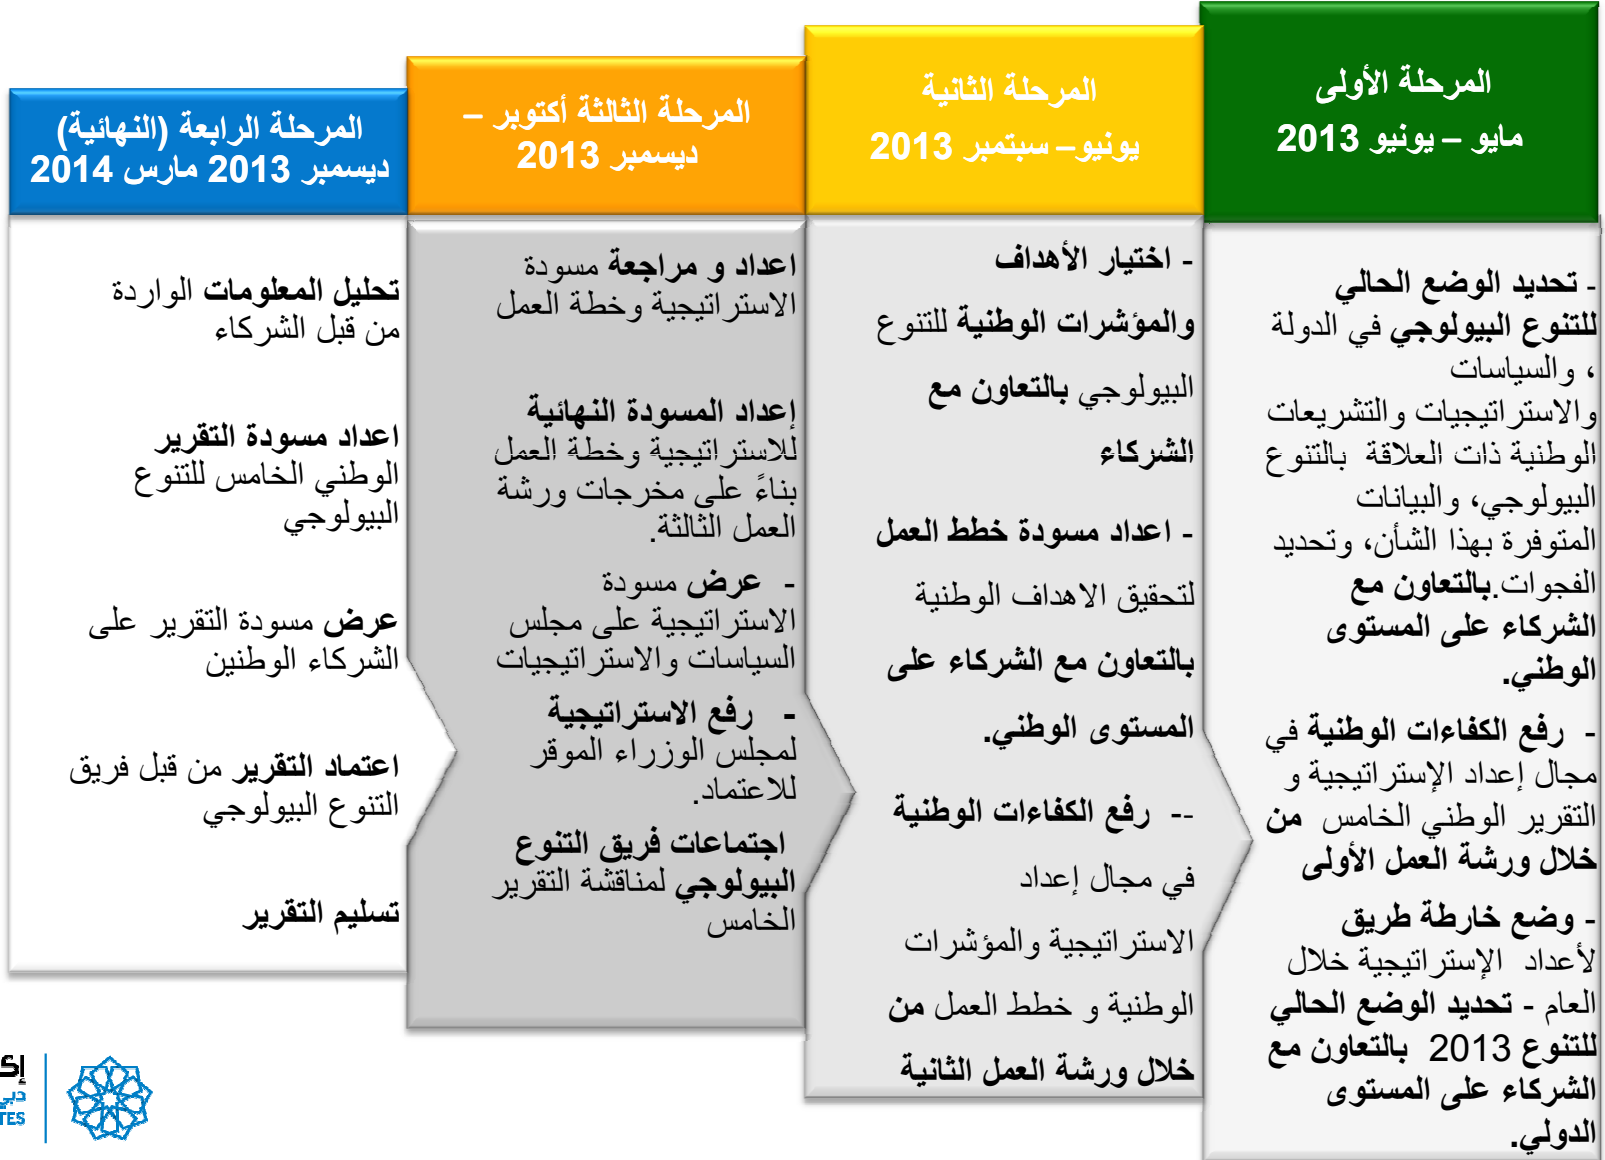 المرحلة الأولى
مايو – يونيو 2013
- تحديد الوضع الحالي
للتنوع البيولوجي في الدولة
، والسياسات
والاستراتيجيات والتشريعات
الوطنية ذات العلاقة بالتنوع
البيولوجي، والبيانات
المتوفرة بهذا الشأن، وتحديد
الفجوات.بالتعاون مع
الشركاء على المستوى
الوطني.
- رفع الكفاءات الوطنية في
مجال إعداد الإستراتيجية و
التقرير الوطني الخامس من
خلال ورشة العمل الأولى
- وضع خارطة طريق
لأعداد الإستراتيجية خلال
العام - تحديد الوضع الحالي
للتنوع 2013 بالتعاون مع
الشركاء على المستوى
الدولي.
المرحلة الثانية
يونيو– سبتمبر 2013
- اختيار الأهداف
والمؤشرات الوطنية للتنوع
البيولوجي بالتعاون مع
الشركاء
- اعداد مسودة خطط العمل
لتحقيق الاهداف الوطنية
بالتعاون مع الشركاء على
المستوى الوطني.
-- رفع الكفاءات الوطنية
في مجال إعداد
الاستراتيجية والمؤشرات
الوطنية و خطط العمل من
خلال ورشة العمل الثانية
المرحلة الثالثة أكتوبر –
ديسمبر 2013
اعداد و مراجعة مسودة
الاستراتيجية وخطة العمل
إعداد المسودة النهائية
للاستراتيجية وخطة العمل
بناءً على مخرجات ورشة
العمل الثالثة.
- عرض مسودة
الاستراتيجية على مجلس
السياسات والاستراتيجيات
- رفع الاستراتيجية
لمجلس الوزراء الموقر
للاعتماد.
اجتماعات فريق التنوع
البيولوجي لمناقشة التقرير
الخامس
المرحلة الرابعة (النهائية)
ديسمبر 2013 مارس 2014
تحليل المعلومات الواردة
من قبل الشركاء
اعداد مسودة التقرير
الوطني الخامس للتنوع
البيولوجي
عرض مسودة التقرير على
الشركاء الوطنين
اعتماد التقرير من قبل فريق
التنوع البيولوجي
تسليم التقرير